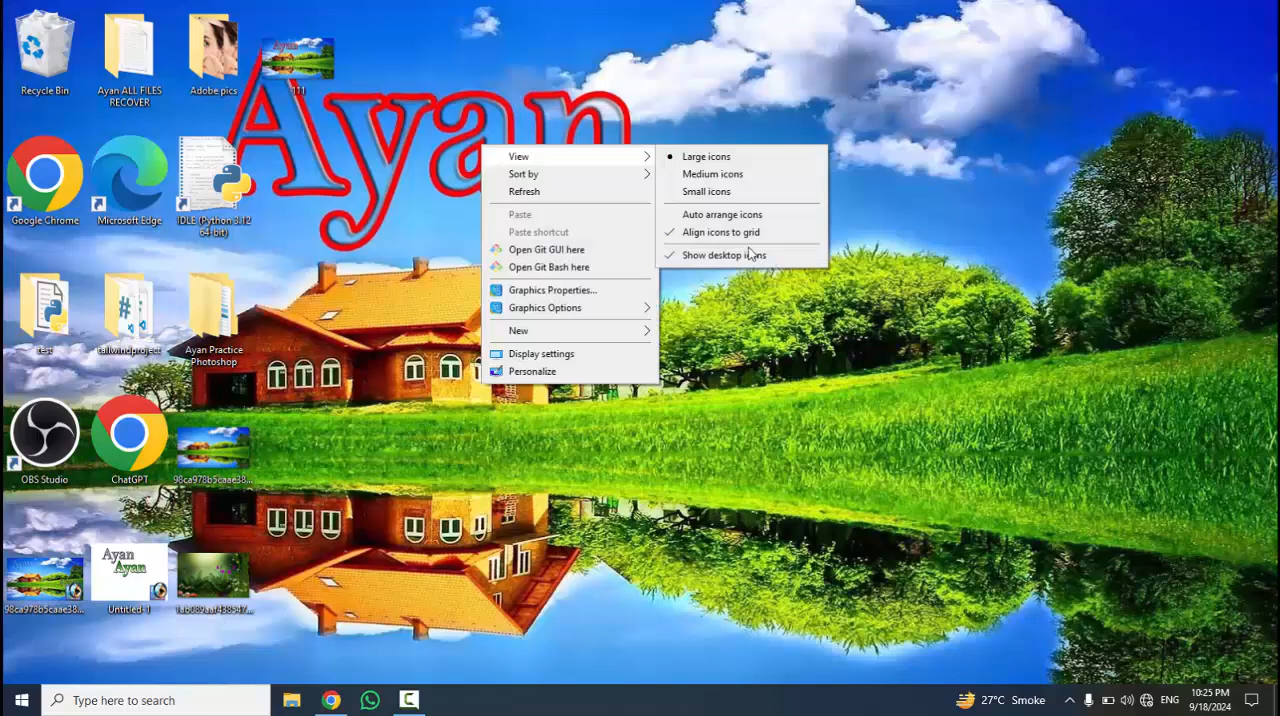 Recycle Bin
Ayan ALL FILES
RECOVER
Adobe.pics
111
Ayan
Google Chrome
Microsoft Edge
IDLE (Python 3.12
64-bit)
test
tailwindproject
Ayan Practice
Photoshop
OBS Studio
ChatGPT
98ca978b5caae38...
98ca978b5caae38...
Ayan
Ayan
Untitled-1
View
Sort by
Refresh
Paste
Paste shortcut
Open Git GUI here
Open Git Bash here
Graphics Properties...
Graphics Options
New
Display settings
Personalize
Large icons
Medium icons
Small icons
Auto arrange icons
Align icons to grid
Show desktop icons
Type here to search
27°C Smoke
ENG
10:25 PM
9/18/2024